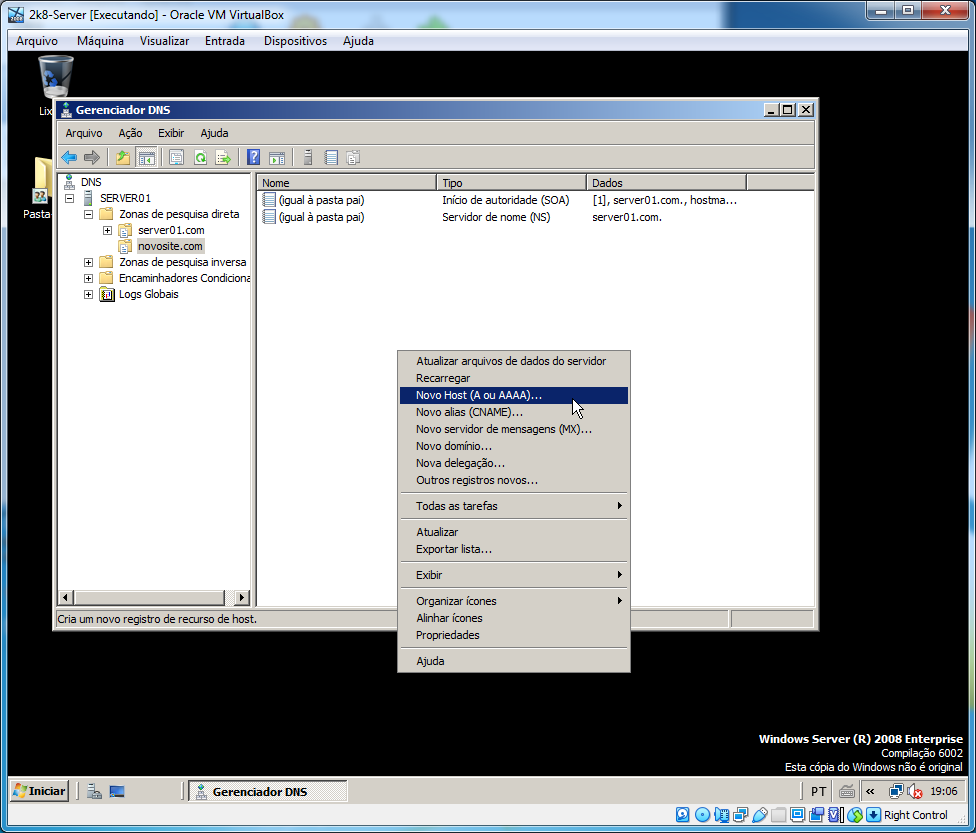 2k8-Server [Executando] - Oracle VM VirtualBox
Arquivo Máquina Visualizar Entrada Dispositivos Ajuda
Lix
Pasta-
Gerenciador DNS
Arquivo Ação Exibir Ajuda
DNS
SERVER01
Zonas de pesquisa direta
server01.com
novosite.com
Zonas de pesquisa inversa
Encaminhadores Condiciona
Logs Globais
Nome Tipo Dados
(igual à pasta pai) Início de autoridade (SOA) [1], server01.com., hostma...
(igual à pasta pai) Servidor de nome (NS) server01.com.
Atualizar arquivos de dados do servidor
Recarregar
Novo Host (A ou AAAA)...
Novo alias (CNAME)...
Novo servidor de mensagens (MX)...
Novo domínio...
Nova delegação...
Outros registros novos...
Todas as tarefas
Atualizar
Exportar lista...
Exibir
Organizar ícones
Alinhar ícones
Propriedades
Ajuda
Cria um novo registro de recurso de host.
Windows Server (R) 2008 Enterprise
Compilação 6002
Esta cópia do Windows não é original
Iniciar Gerenciador DNS PT « 19:06
Right Control